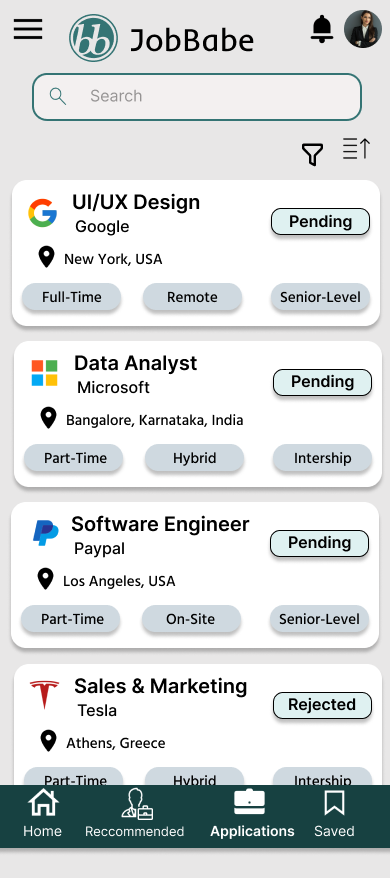 bb JobBabe
Search
UI/UX Design
Google
Pending
New York, USA
Full-Time Remote Senior-Level
Data Analyst
Microsoft
Pending
Bangalore, Karnataka, India
Part-Time Hybrid Intership
Software Engineer
Paypal
Pending
Los Angeles, USA
Part-Time On-Site Senior-Level
Sales & Marketing
Tesla
Rejected
Athens, Greece
Part-Time Hybrid Intership
Home Reccommended Applications Saved